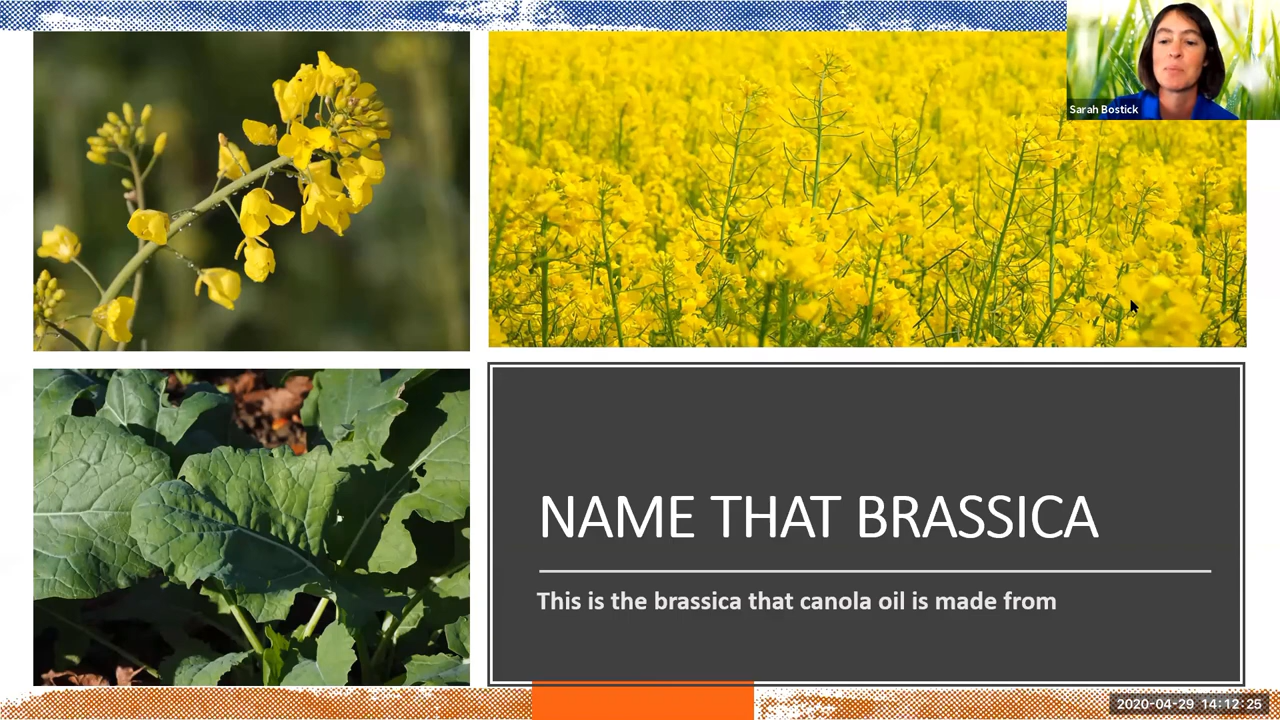 Sarah Bostick
NAME THAT BRASSICA
This is the brassica that canola oil is made from
2020-04-29 14:12:25